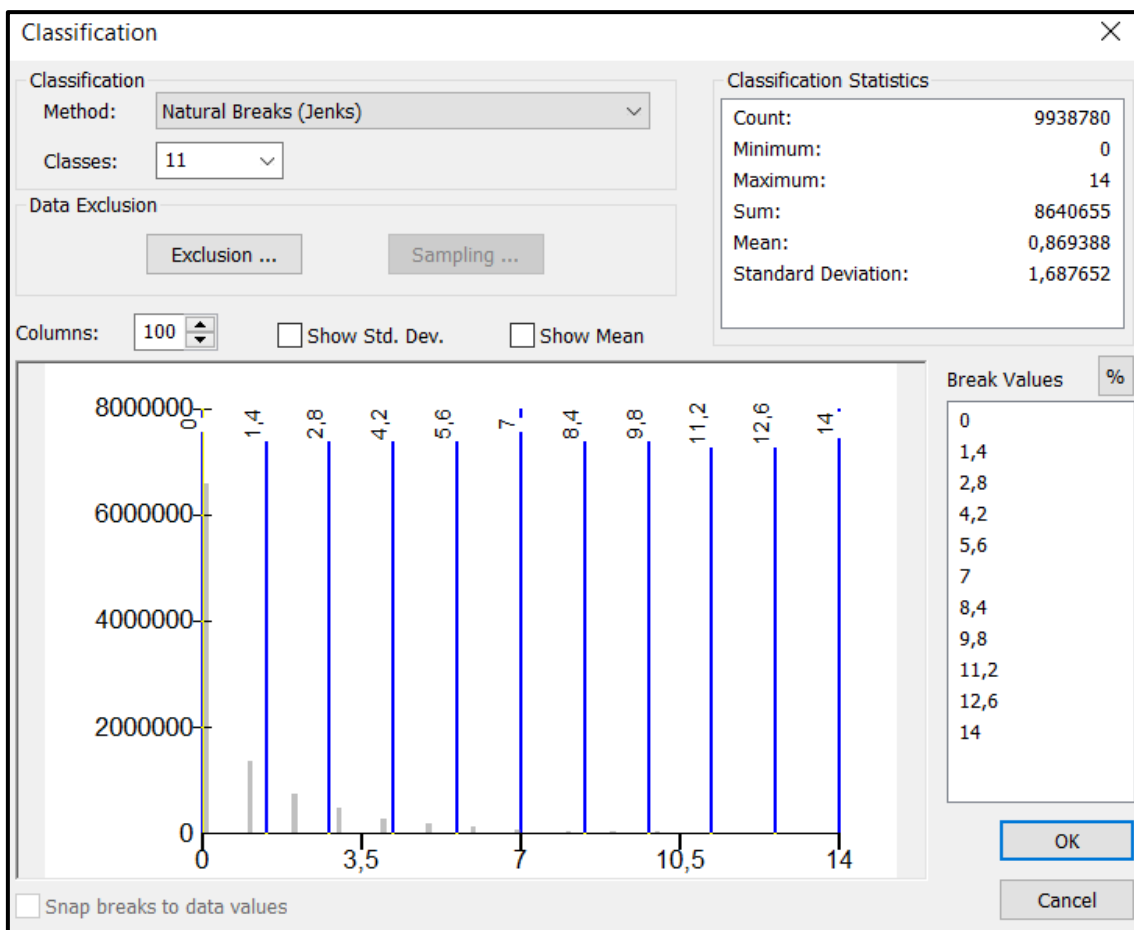 Classification
Classification
Method: Natural Breaks (Jenks)
Classes: 11
Data Exclusion
Exclusion ... Sampling ...
Classification Statistics
Count: 9938780
Minimum: 0
Maximum: 14
Sum: 8640655
Mean: 0,869388
Standard Deviation: 1,687652
Columns: 100 Show Std. Dev. Show Mean
8000000
6000000
4000000
2000000
0
0 1,4 2,8 4,2 5,6 7 8,4 9,8 11,2 12,6 14
0 3,5 7 10,5 14
Break Values %
0
1,4
2,8
4,2
5,6
7
8,4
9,8
11,2
12,6
14
Snap breaks to data values
OK
Cancel